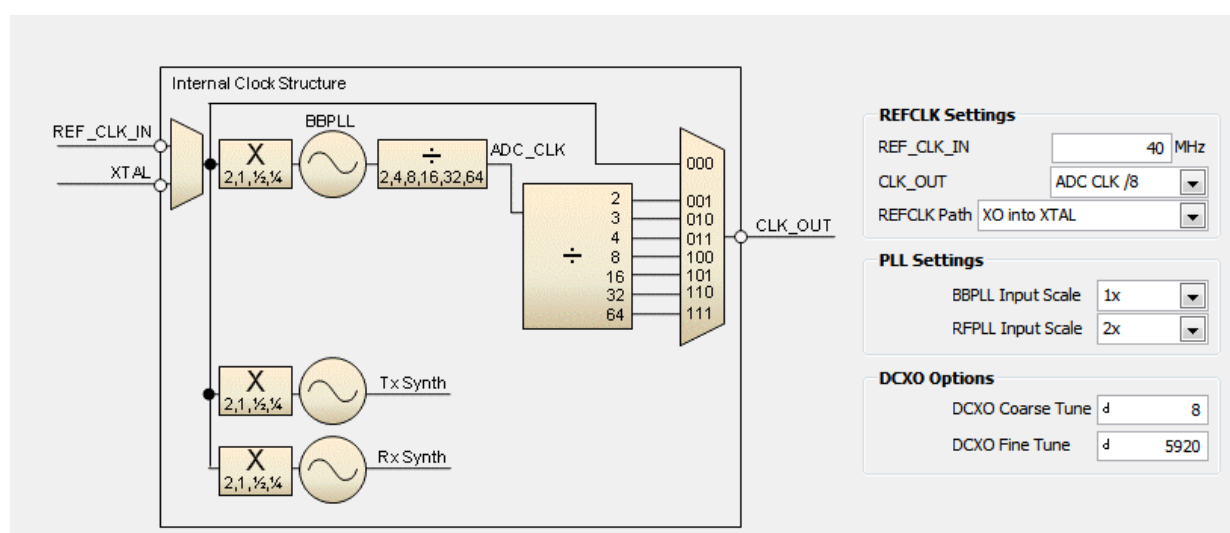 Internal Clock Structure
REF_CLK_IN
XTAL
BBPLL
X
2,1,½,¼
÷
2,4,8,16,32,64
ADC_CLK
÷
2
3
4
8
16
32
64
000
001
010
011
100
101
110
111
CLK_OUT
X
2,1,½,¼
Tx Synth
X
2,1,½,¼
Rx Synth
REFCLK Settings
REF_CLK_IN 40 MHz
CLK_OUT ADC CLK /8
REFCLK Path XO into XTAL
PLL Settings
BBPLL Input Scale 1x
RFPLL Input Scale 2x
DCXO Options
DCXO Coarse Tune d 8
DCXO Fine Tune d 5920